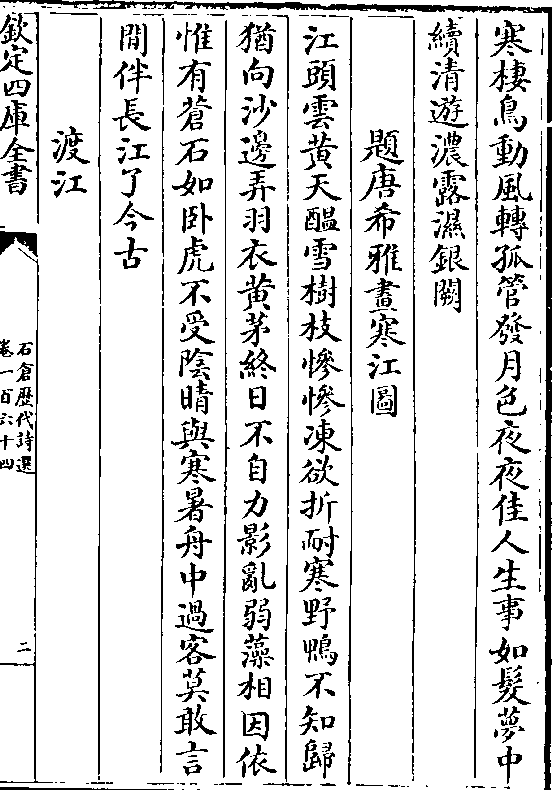 寒棲鳥動風轉孤管發月色夜夜佳人生事如髮夢中
續清遊濃露濕銀闕
題唐希雅畫寒江圖
江頭雲黃天醖雪樹枝慘慘凍欲折耐寒野鴨不知歸
猶向沙邊弄羽衣黃茅終日不自力影亂弱藻相因依
惟有蒼石如卧虎不受陰晴與寒暑舟中過客莫敢言
閒伴長江了今古
渡江
欽定四庫全書
石倉歷代詩選
卷一百六十四
二